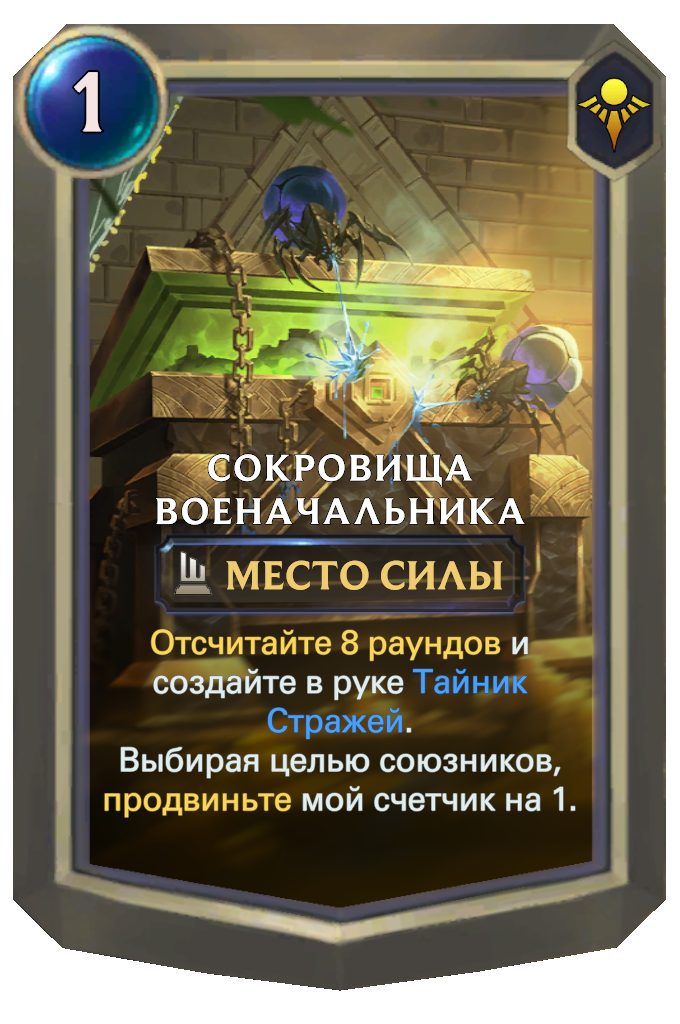 1
СОКРОВИЩА
ВОЕНАЧАЛЬНИКА
МЕСТО СИЛЫ
Отсчитайте 8 раундов и
создайте в руке Тайник
Стражей.
Выбирая целью союзников,
продвиньте мой счетчик на 1.